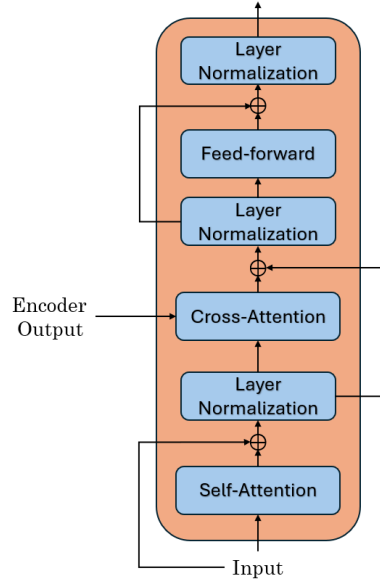 Layer
Normalization
Feed-forward
Layer
Normalization
Encoder
Output
Cross-Attention
Layer
Normalization
Self-Attention
Input